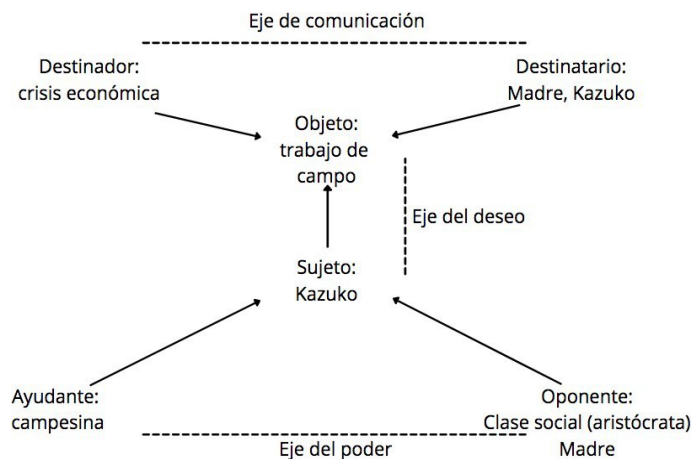 Eje de comunicación
Destinador:
crisis económica
Destinatario:
Madre, Kazuko
Objeto:
trabajo de
campo
Eje del deseo
Sujeto:
Kazuko
Ayudante:
campesina
Oponente:
Clase social (aristócrata)
Madre
Eje del poder